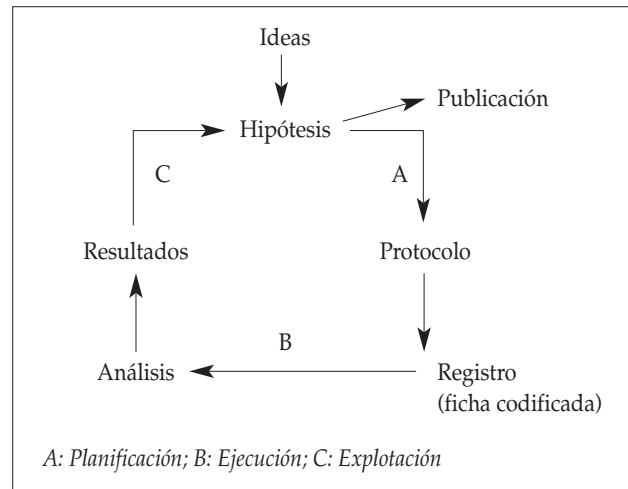 Ideas
Publicación
Hipótesis
C
A
Resultados
Protocolo
B
Análisis
Registro
(ficha codificada)
A: Planificación; B: Ejecución; C: Explotación